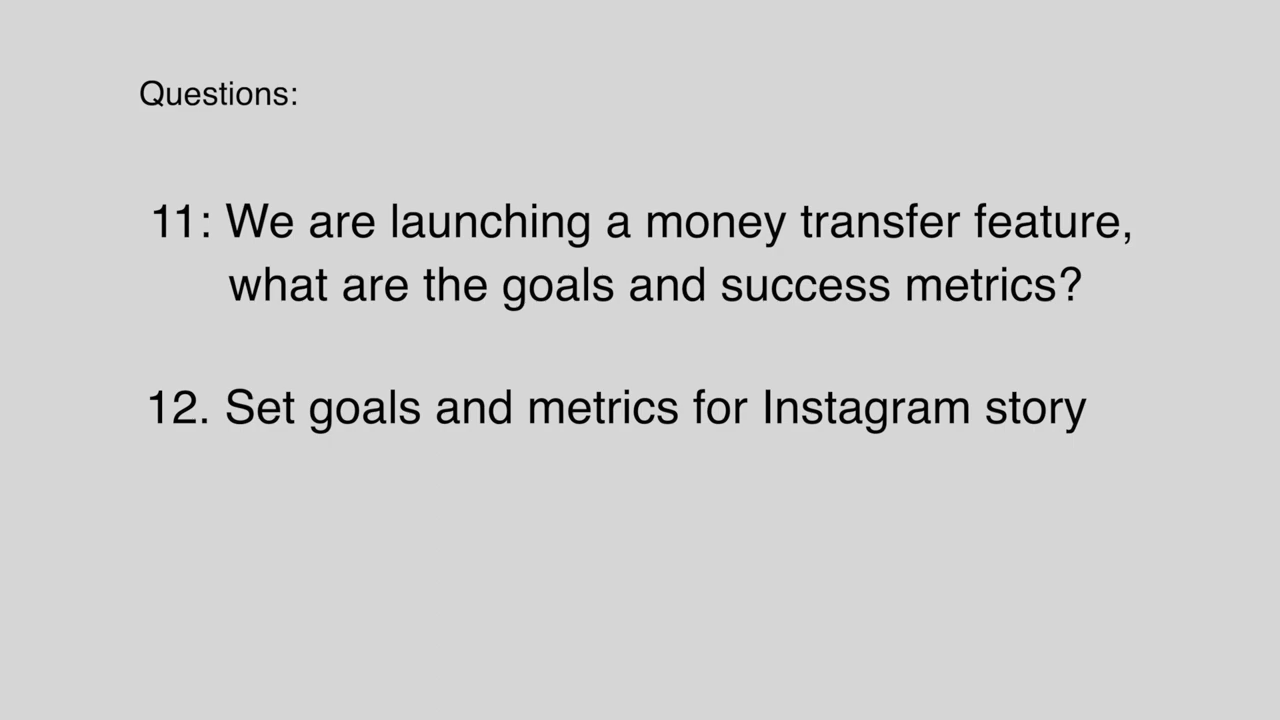 Questions:
11: We are launching a money transfer feature,
what are the goals and success metrics?
12. Set goals and metrics for Instagram story